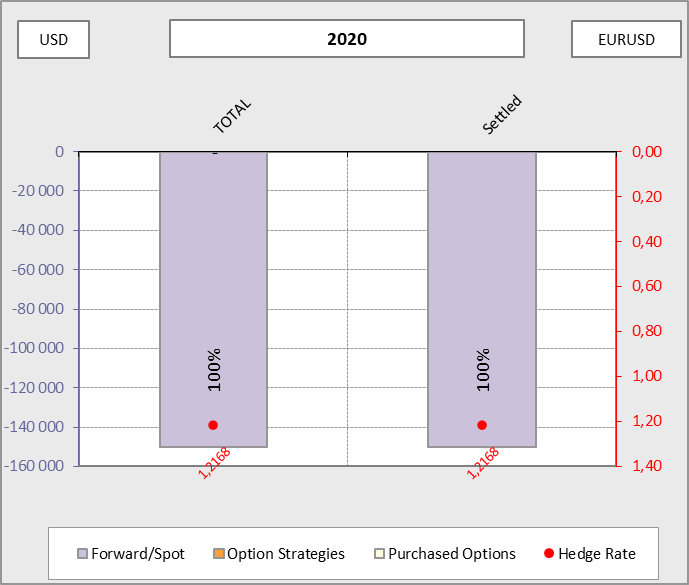 USD
2020
EURUSD
TOTAL
Settled
0
-20 000
-40 000
-60 000
-80 000
-100 000
-120 000
-140 000
-160 000
0,00
0,20
0,40
0,60
0,80
1,00
1,20
1,40
100%
100%
1,2168
1,2168
Forward/Spot
Option Strategies
Purchased Options
Hedge Rate